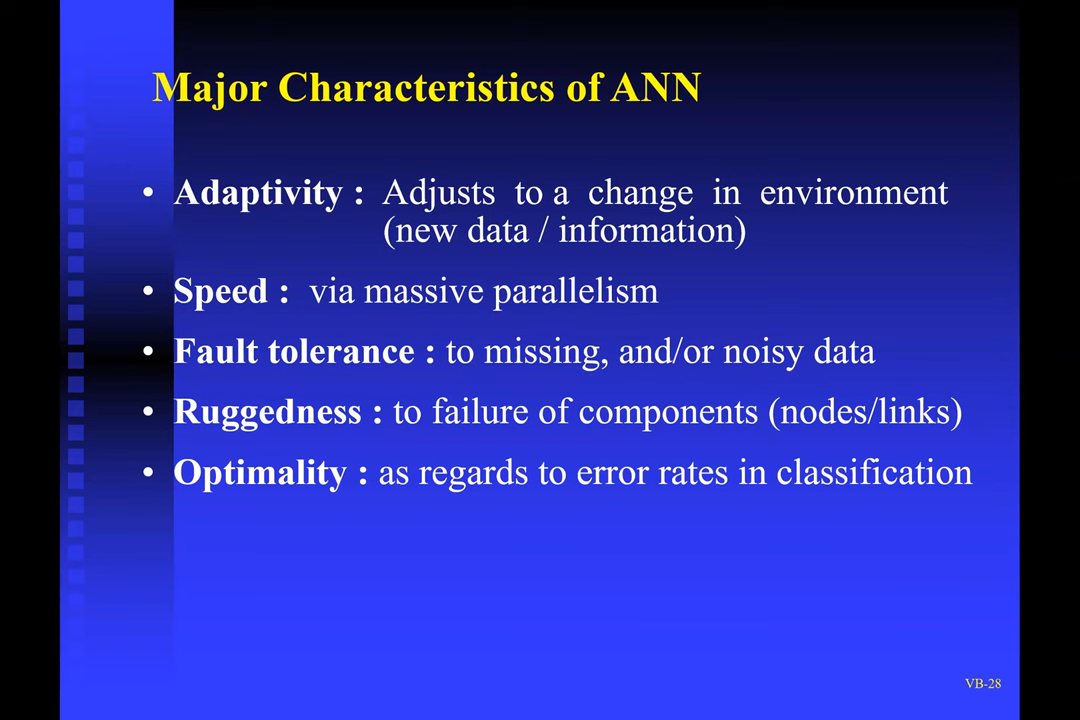 Major Characteristics of ANN
• Adaptivity : Adjusts to a change in environment
(new data / information)
• Speed : via massive parallelism
• Fault tolerance : to missing, and/or noisy data
• Ruggedness : to failure of components (nodes/links)
• Optimality : as regards to error rates in classification
VB-28